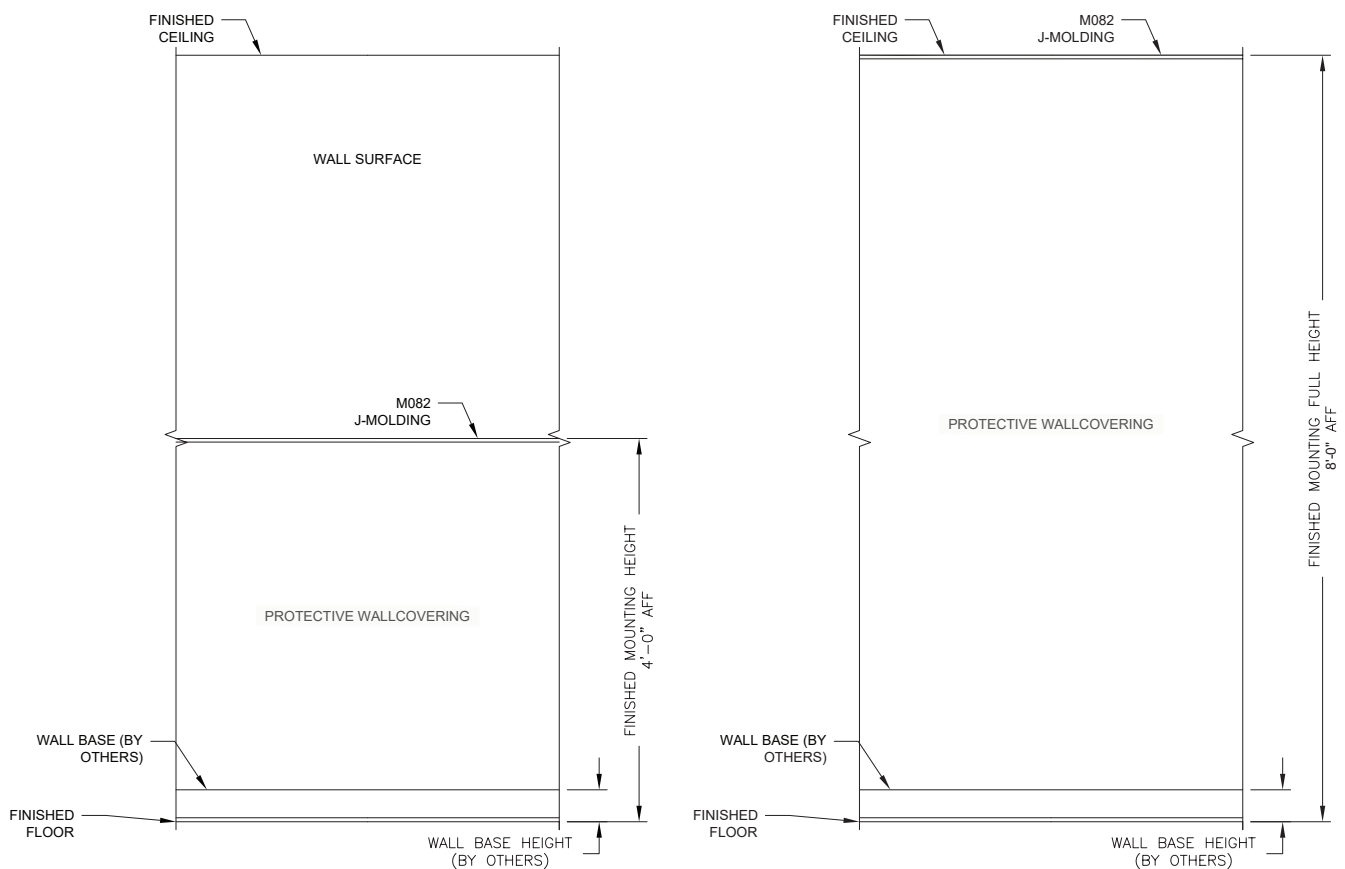 FINISHED
CEILING
WALL SURFACE
M082
J-MOLDING
PROTECTIVE WALLCOVERING
FINISHED MOUNTING HEIGHT
4'-0" AFF
WALL BASE (BY
OTHERS)
FINISHED
FLOOR
WALL BASE HEIGHT
(BY OTHERS)
FINISHED
CEILING
M082
J-MOLDING
PROTECTIVE WALLCOVERING
FINISHED MOUNTING FULL HEIGHT
8'-0" AFF
WALL BASE (BY
OTHERS)
FINISHED
FLOOR
WALL BASE HEIGHT
(BY OTHERS)